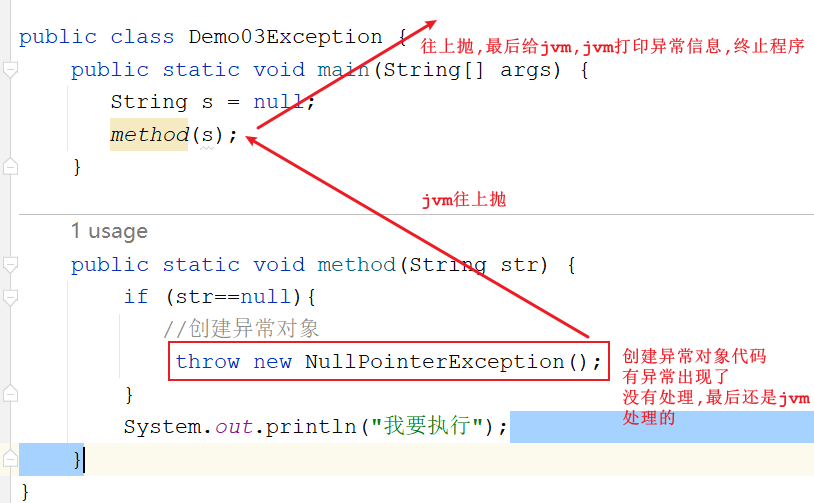 public class Demo03Exception {
往上抛,最后给jvm,jvm打印异常信息,终止程序
public static void main(String[] args) {
String s = null;
method(s);
}
jvm往上抛
1 usage
public static void method(String str) {
if (str==null){
//创建异常对象
throw new NullPointerException();
创建异常对象代码
有异常出现了
没有处理,最后还是jvm
处理的
}
System.out.println("我要执行");
}
}